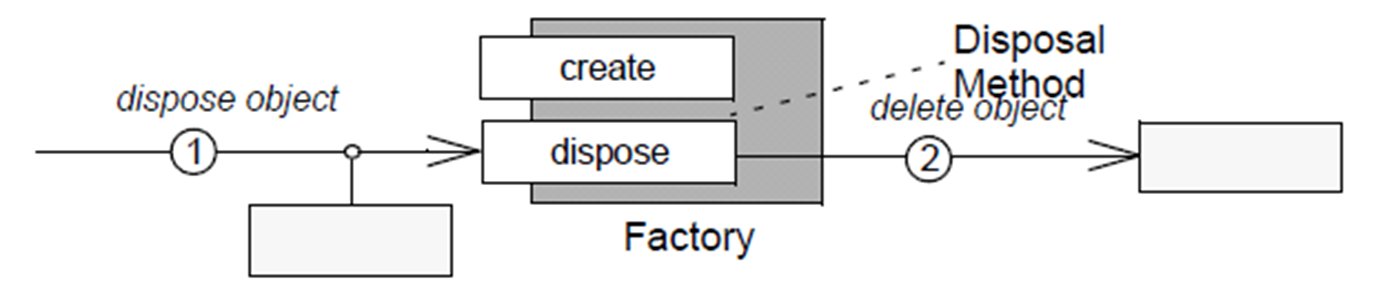 Disposal
Method
create
dispose object
delete object
1
dispose
2
Factory